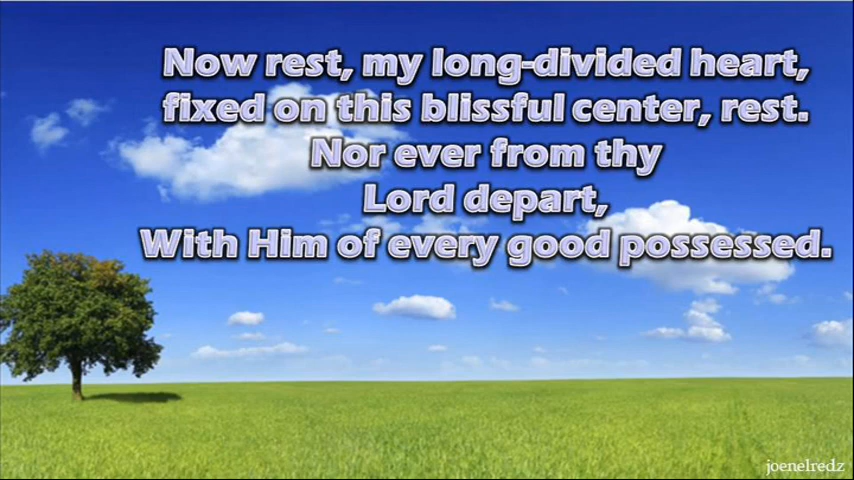 Now rest, my long-divided heart,
fixed on this blissful center, rest.
Nor ever from thy
Lord depart,
With Him of every good possessed.
joenelredz